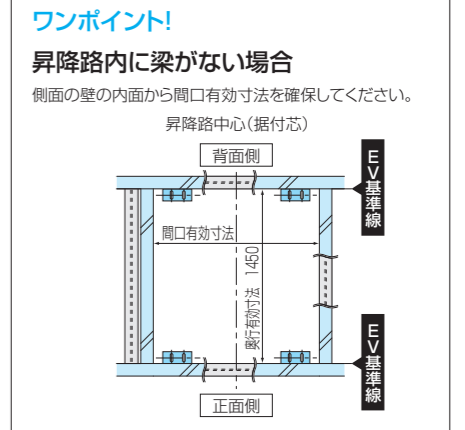 ワンポイント!
昇降路内に梁がない場合
側面の壁の内面から間口有効寸法を確保してください。
昇降路中心（据付芯）
背面側
EV基準線
間口有効寸法
奥行有効寸法 1450
EV基準線
正面側